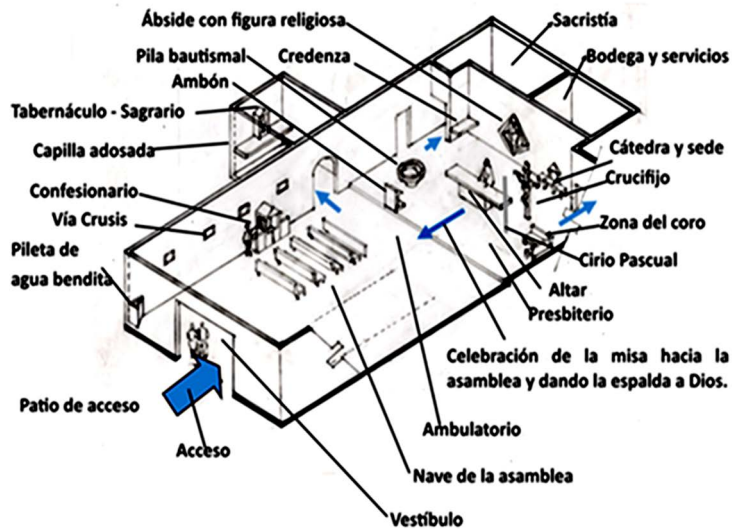 Ábside con figura religiosa
Sacristía
Pila bautismal
Credenza
Bodega y servicios
Ambón
Tabernáculo - Sagrario
Capilla adosada
Cátedra y sede
Confesionario
Crucifijo
Vía Crusis
Zona del coro
Pileta de
agua bendita
Cirio Pascual
Altar
Presbiterio
Celebración de la misa hacia la
asamblea y dando la espalda a Dios.
Patio de acceso
Ambulatorio
Acceso
Nave de la asamblea
Vestíbulo